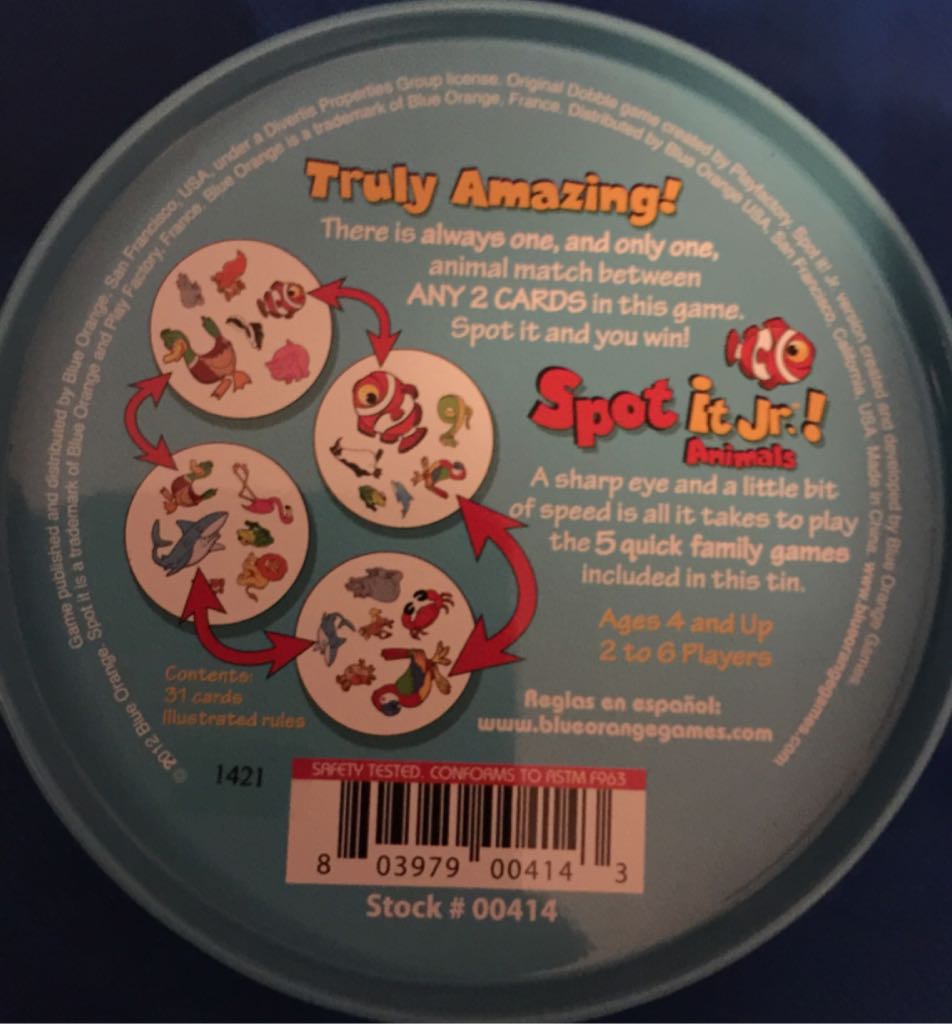 Game published and distributed by Blue Orange, San Francisco, USA, under a Divertis Properties Group license. Original Dobble game created by Playfactory. Spot it! Jr. version created and developed by Blue Orange Games.
© 2012 Blue Orange. Spot it is a trademark of Blue Orange and Play Factory, France. Blue Orange is a trademark of Blue Orange, France. Distributed by Blue Orange USA, San Francisco, California, USA. Made in China. www.blueorangegames.com
Truly Amazing!
There is always one, and only one,
animal match between
ANY 2 CARDS in this game.
Spot it and you win!
Spot it Jr.!
Animals
A sharp eye and a little bit
of speed is all it takes to play
the 5 quick family games
included in this tin.
Ages 4 and Up
2 to 6 Players
Contents:
31 cards
Illustrated rules
Reglas en español:
www.blueorangegames.com
1421
SAFETY TESTED. CONFORMS TO ASTM F963
8 03979 00414 3
Stock # 00414